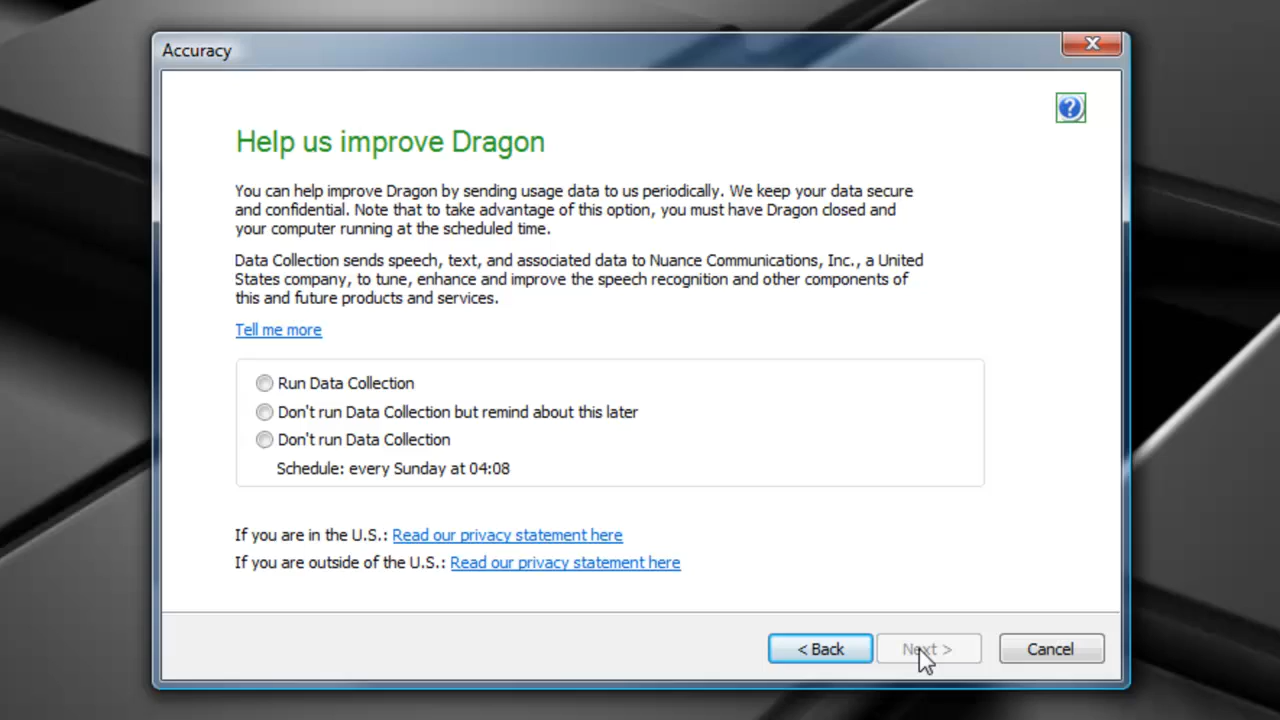 Accuracy
Help us improve Dragon
You can help improve Dragon by sending usage data to us periodically. We keep your data secure
and confidential. Note that to take advantage of this option, you must have Dragon closed and
your computer running at the scheduled time.
Data Collection sends speech, text, and associated data to Nuance Communications, Inc., a United
States company, to tune, enhance and improve the speech recognition and other components of
this and future products and services.
Tell me more
Run Data Collection
Don't run Data Collection but remind about this later
Don't run Data Collection
Schedule: every Sunday at 04:08
If you are in the U.S.: Read our privacy statement here
If you are outside of the U.S.: Read our privacy statement here
< Back Next > Cancel